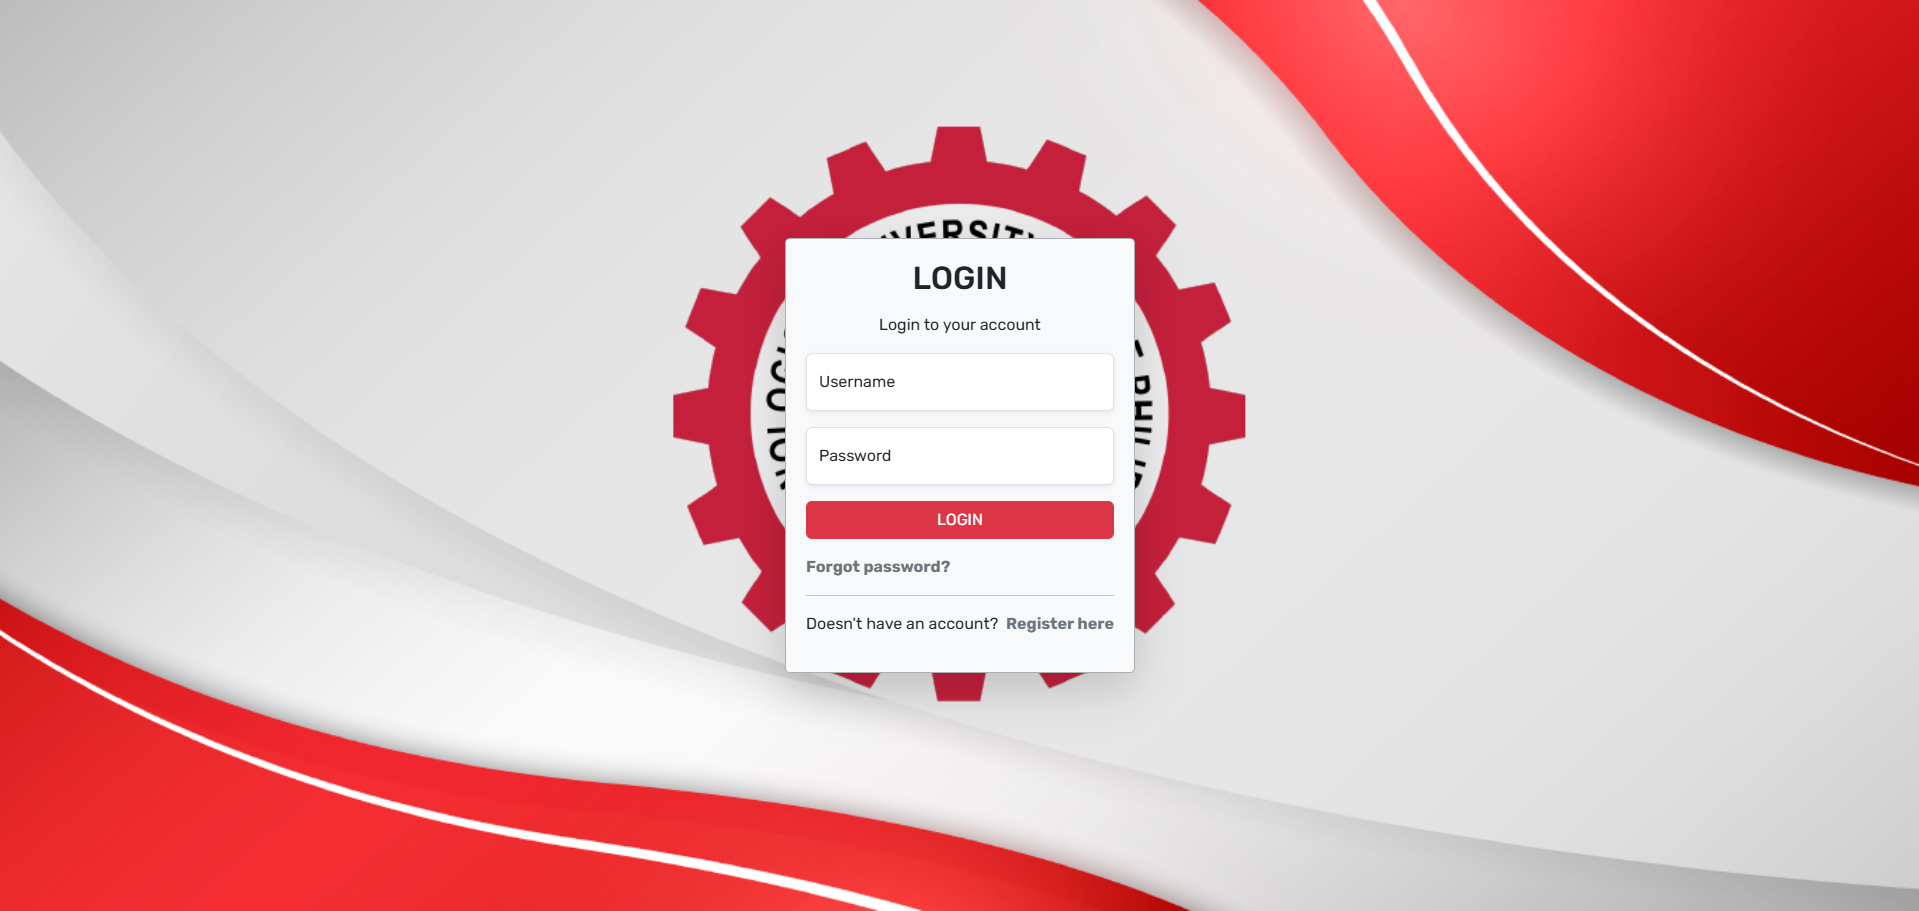 LOGIN
Login to your account
Username
Password
LOGIN
Forgot password?
Doesn't have an account? Register here